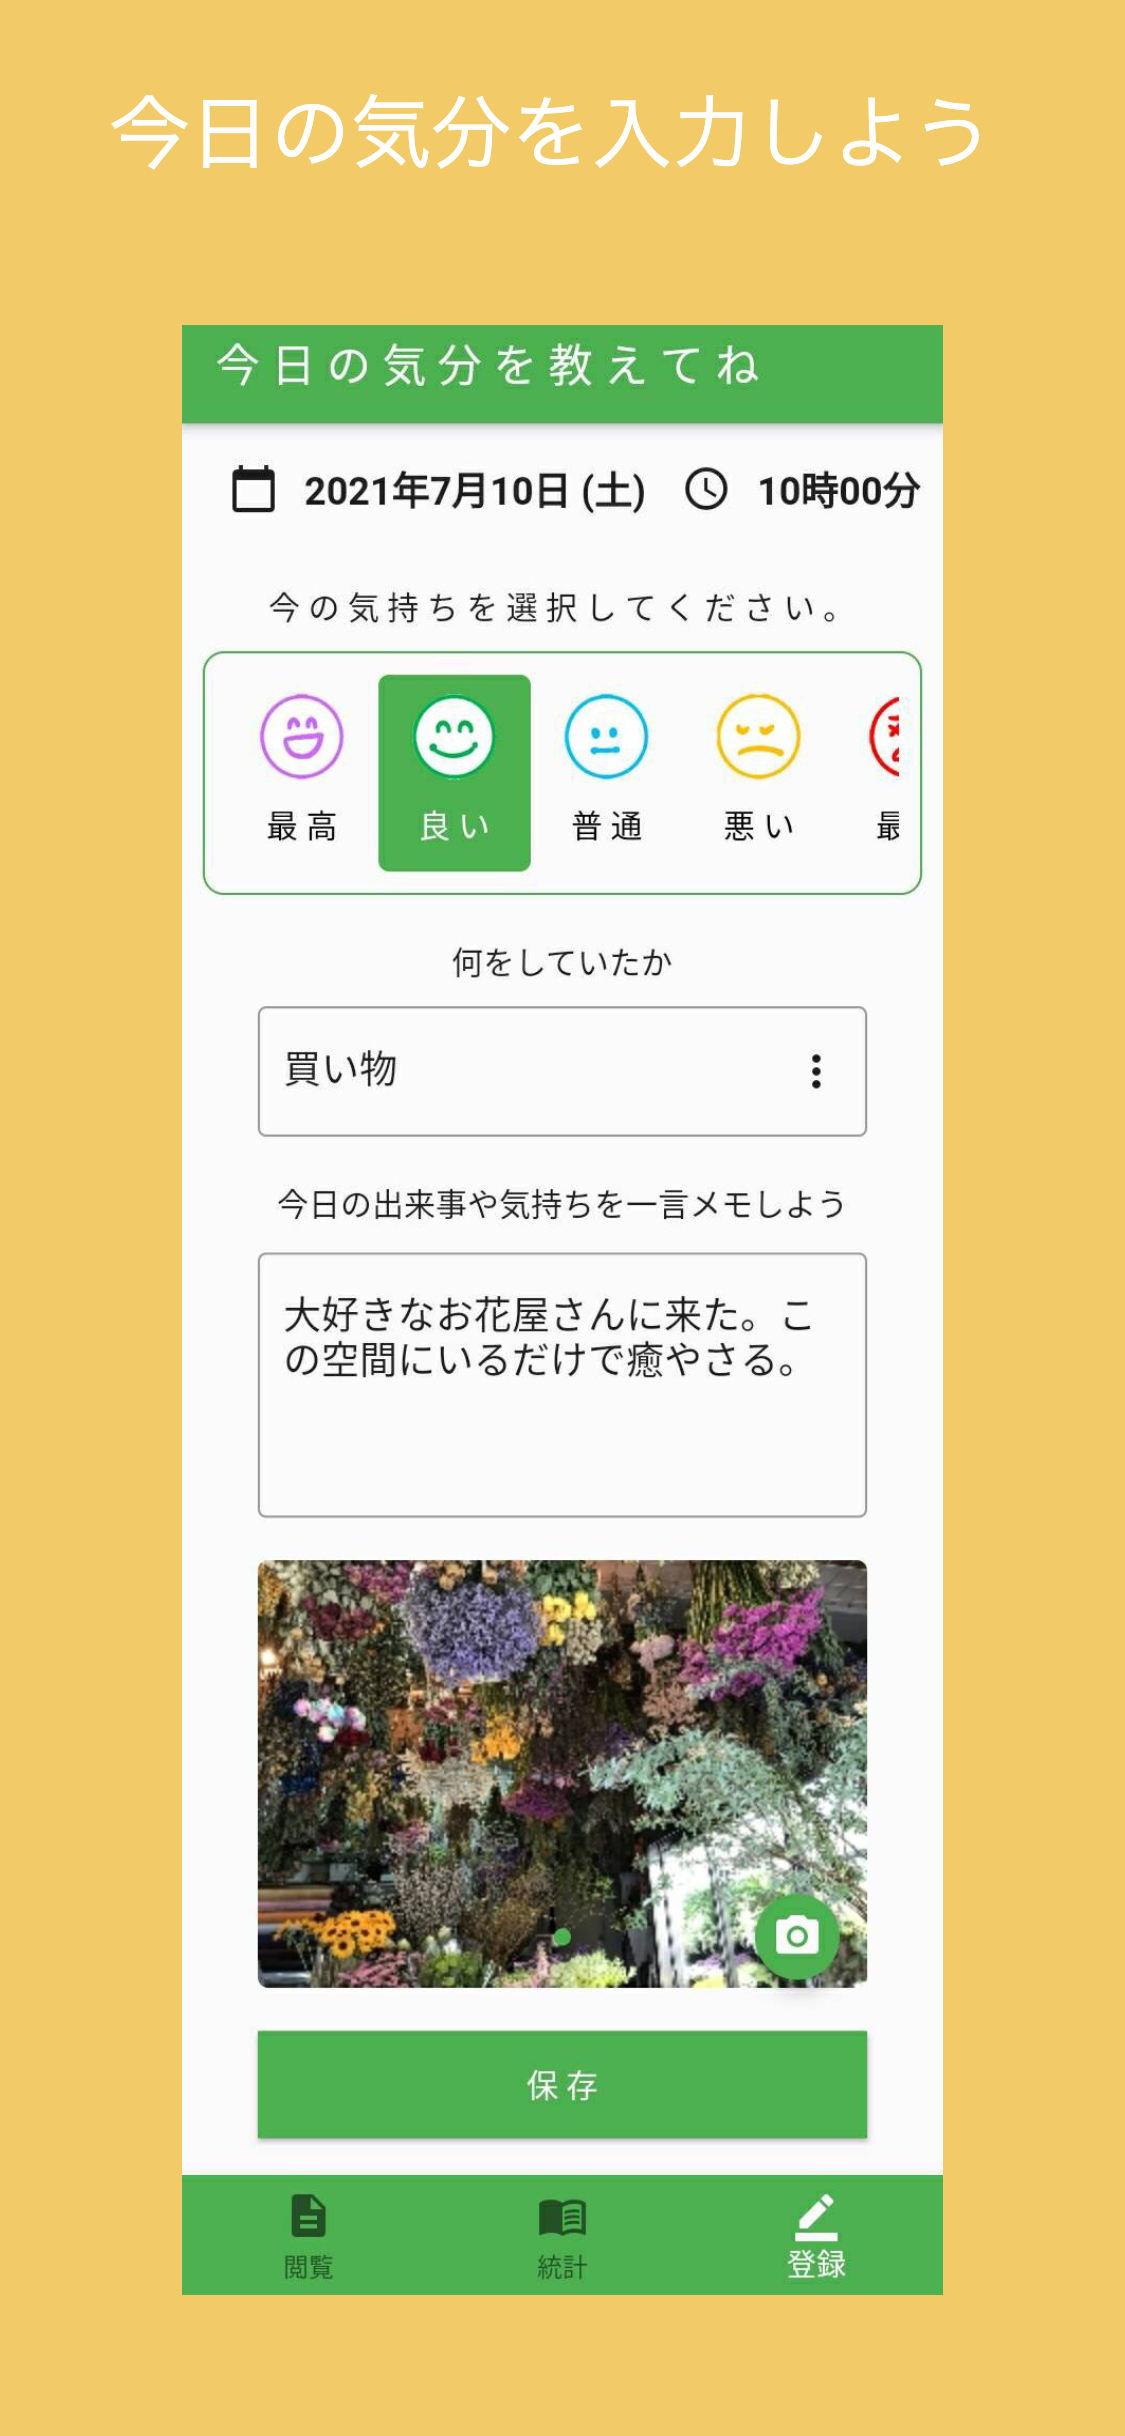 今日の気分を入力しよう
今日の気分を教えてね
2021年7月10日 (土) 10時00分
今の気持ちを選択してください。
最高 良い 普通 悪い 最
何をしていたか
買い物
今日の出来事や気持ちを一言メモしよう
大好きなお花屋さんに来た。こ
の空間にいるだけで癒やさる。
保存
閲覧 統計 登録